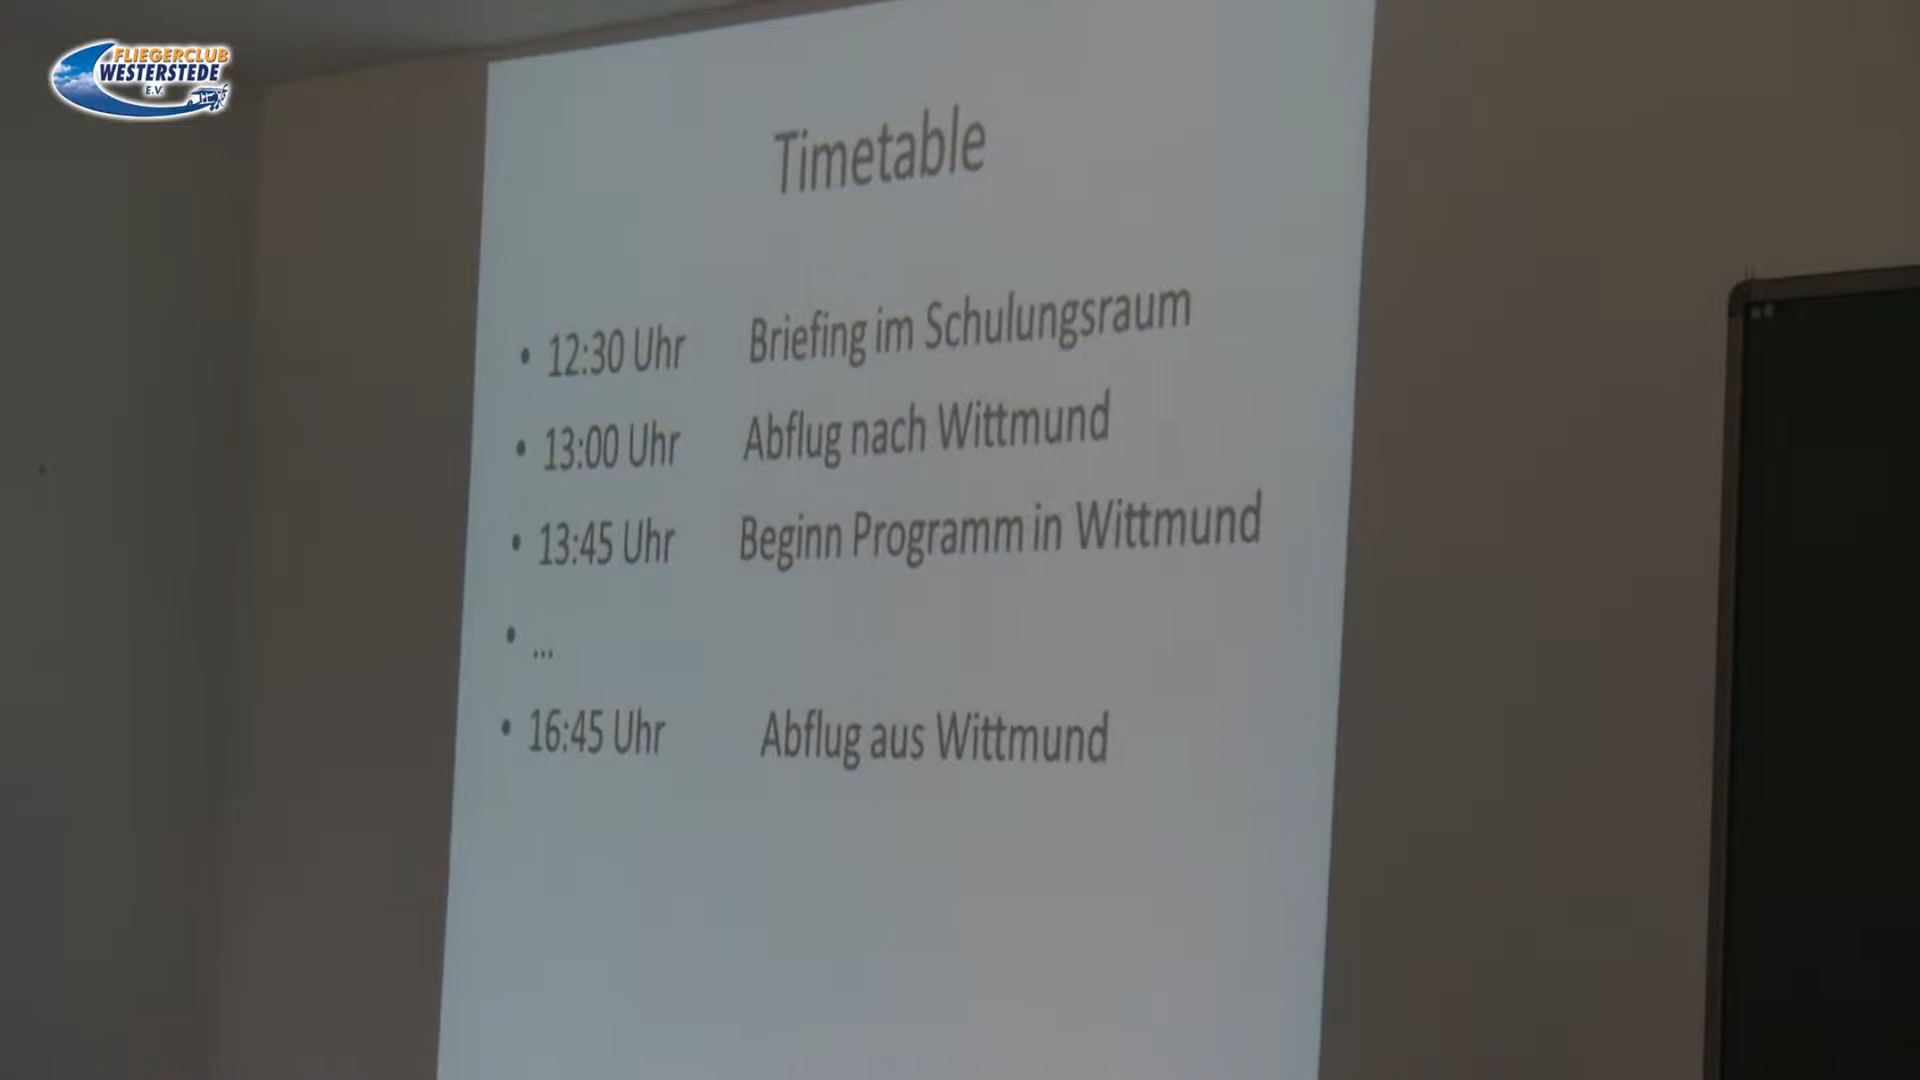 FLIEGERCLUB
WESTERSTEDE
E.V.
Timetable
• 12:30 Uhr Briefing im Schulungsraum
• 13:00 Uhr Abflug nach Wittmund
• 13:45 Uhr Beginn Programm in Wittmund
• ...
• 16:45 Uhr Abflug aus Wittmund